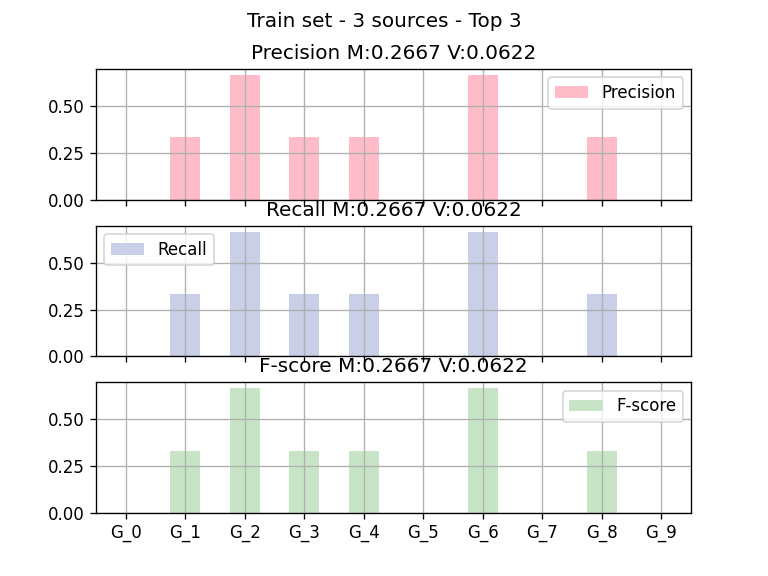 Train set - 3 sources - Top 3
Precision M:0.2667 V:0.0622
0.50
0.25
0.00
Precision
Recall M:0.2667 V:0.0622
0.50
0.25
0.00
Recall
F-score M:0.2667 V:0.0622
0.50
0.25
0.00
F-score
G_0 G_1 G_2 G_3 G_4 G_5 G_6 G_7 G_8 G_9